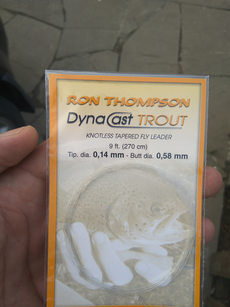 RON THOMPSON
DynaCast TROUT
KNOTLESS TAPERED FLY LEADER
9 ft. (270 cm)
Tip. dia. 0,14 mm - Butt dia. 0,58 mm